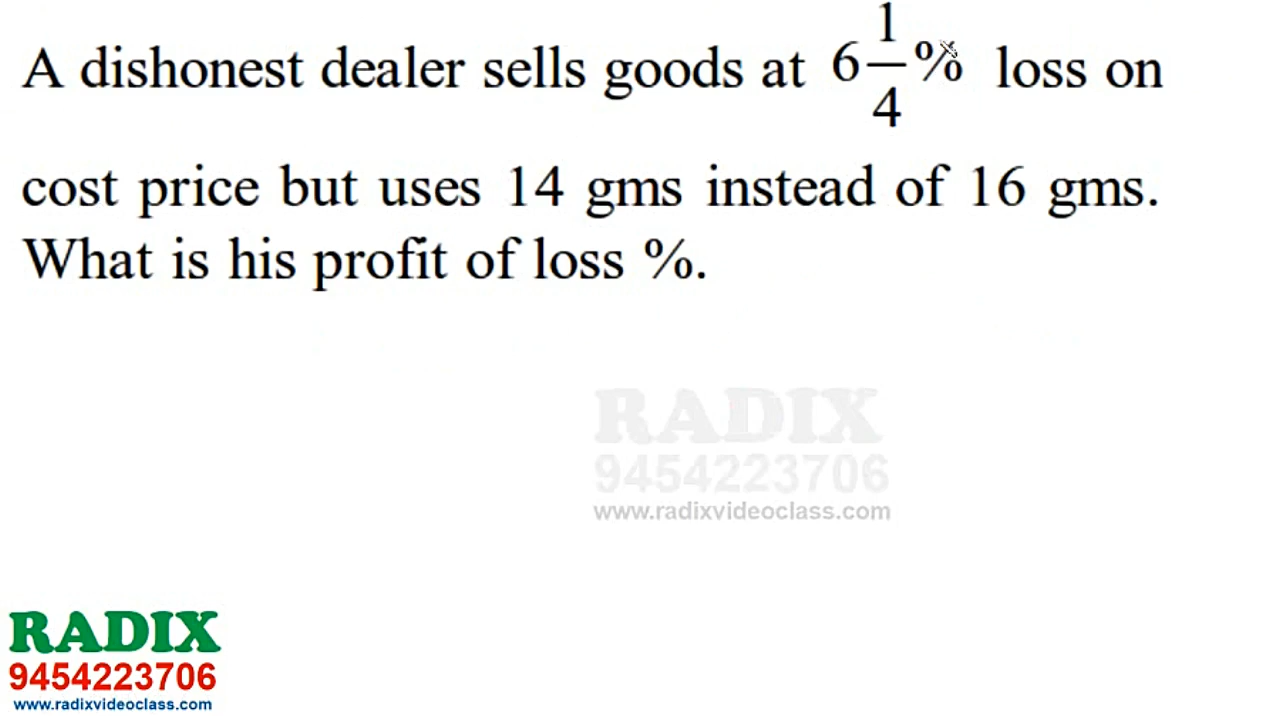 A dishonest dealer sells goods at 6 1/4 % loss on
cost price but uses 14 gms instead of 16 gms.
What is his profit of loss %.
RADIX
9454223706
www.radixvideoclass.com
RADIX
9454223706
www.radixvideoclass.com